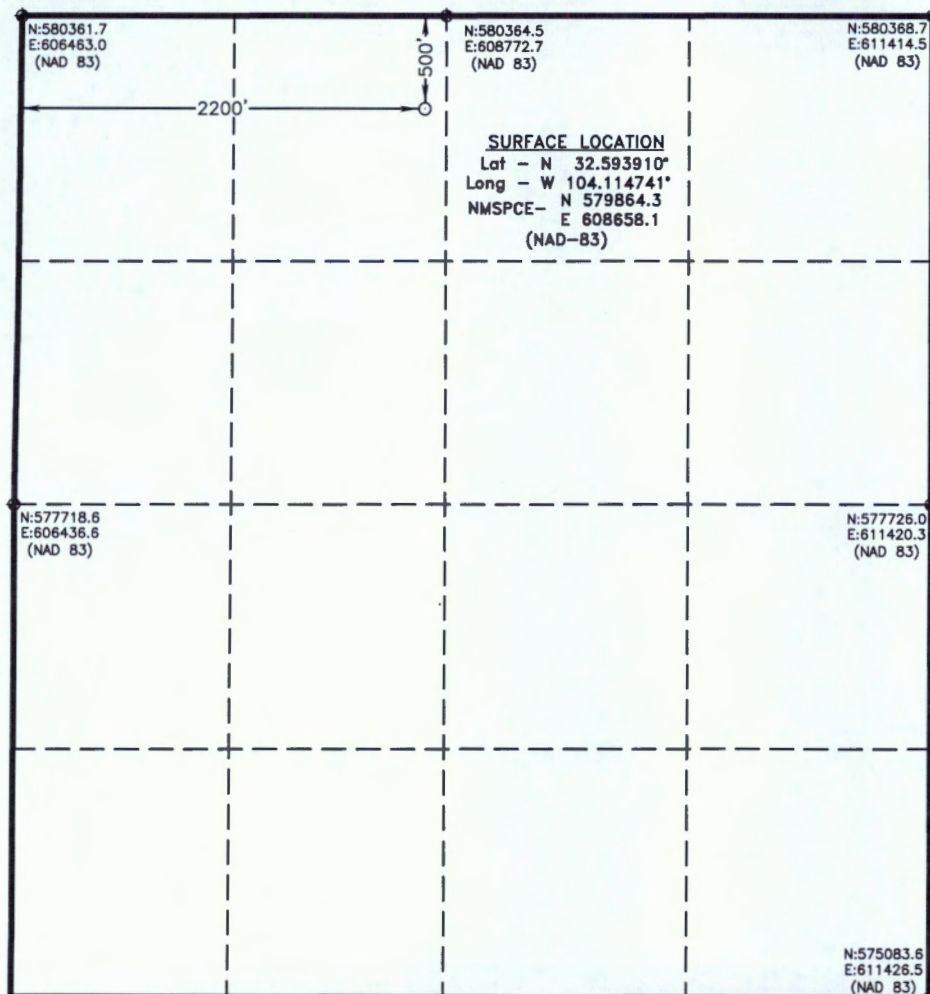 N:580361.7
E:606463.0
(NAD 83)
N:580364.5
E:608772.7
(NAD 83)
N:580368.7
E:611414.5
(NAD 83)
500'
2200'
SURFACE LOCATION
Lat - N 32.593910°
Long - W 104.114741°
NMSPCE- N 579864.3
E 608658.1
(NAD-83)
N:577718.6
E:606436.6
(NAD 83)
N:577726.0
E:611420.3
(NAD 83)
N:575083.6
E:611426.5
(NAD 83)